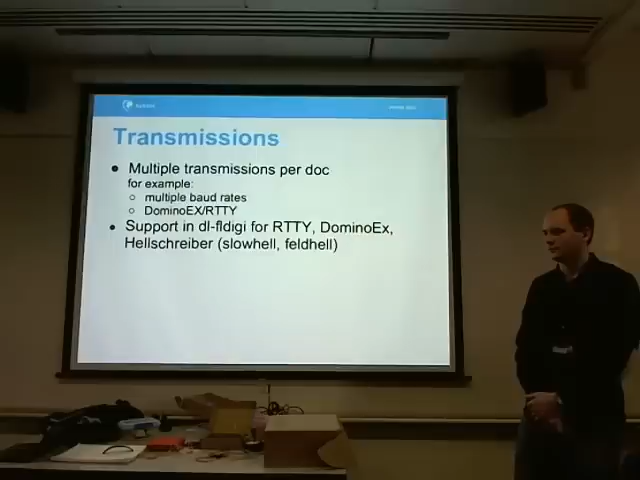 Transmissions
● Multiple transmissions per doc
for example:
○ multiple baud rates
○ DominoEX/RTTY
● Support in dl-fldigi for RTTY, DominoEx,
Hellschreiber (slowhell, feldhell)